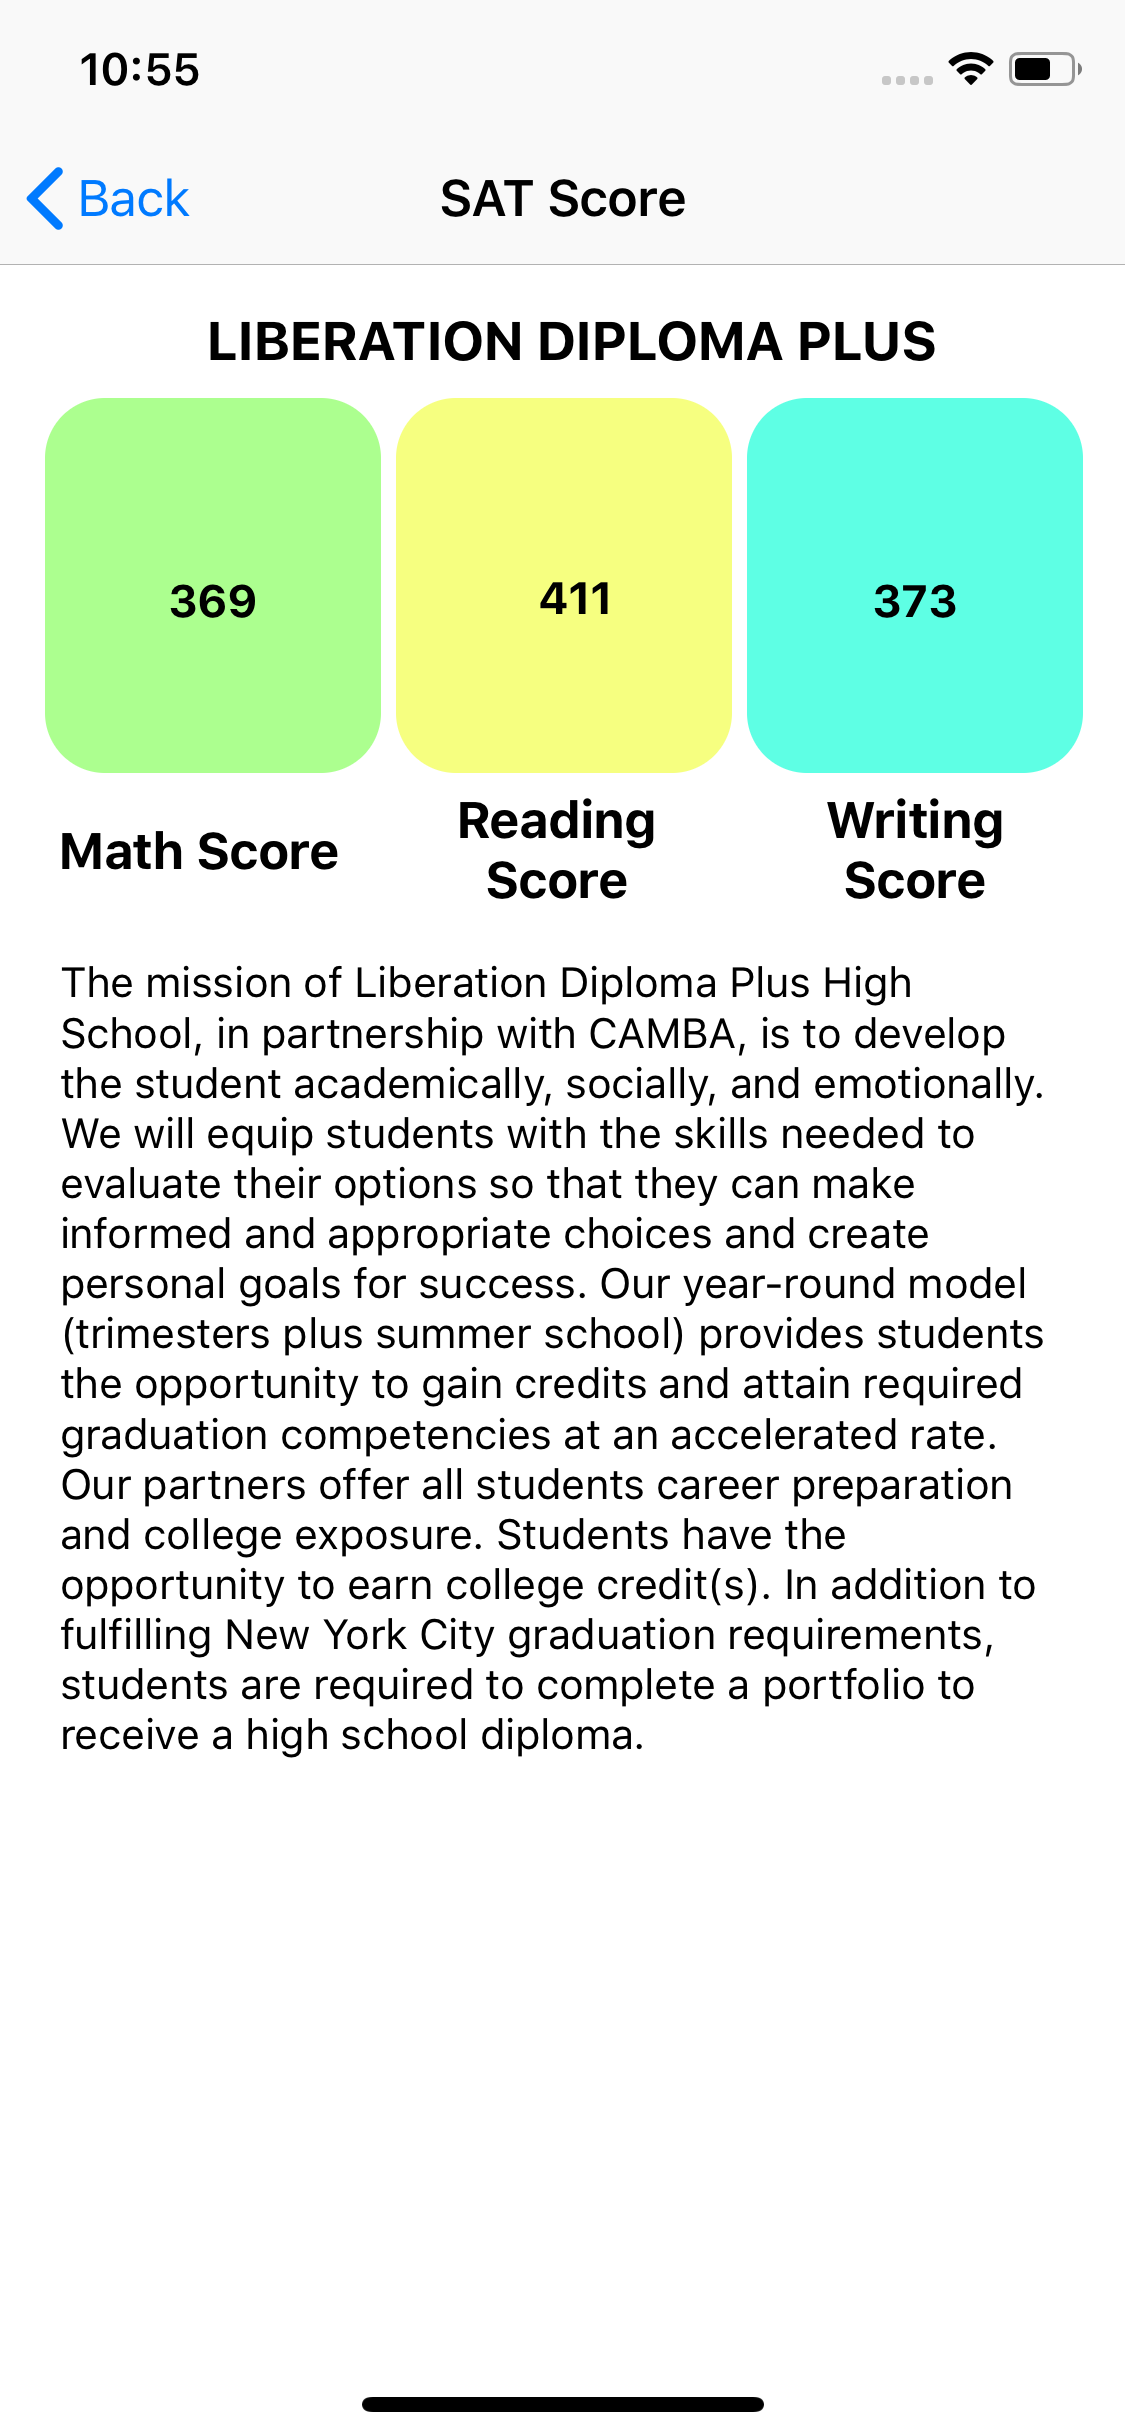 10:55
Back
SAT Score
LIBERATION DIPLOMA PLUS
369
411
373
Math Score
Reading
Score
Writing
Score
The mission of Liberation Diploma Plus High
School, in partnership with CAMBA, is to develop
the student academically, socially, and emotionally.
We will equip students with the skills needed to
evaluate their options so that they can make
informed and appropriate choices and create
personal goals for success. Our year-round model
(trimesters plus summer school) provides students
the opportunity to gain credits and attain required
graduation competencies at an accelerated rate.
Our partners offer all students career preparation
and college exposure. Students have the
opportunity to earn college credit(s). In addition to
fulfilling New York City graduation requirements,
students are required to complete a portfolio to
receive a high school diploma.